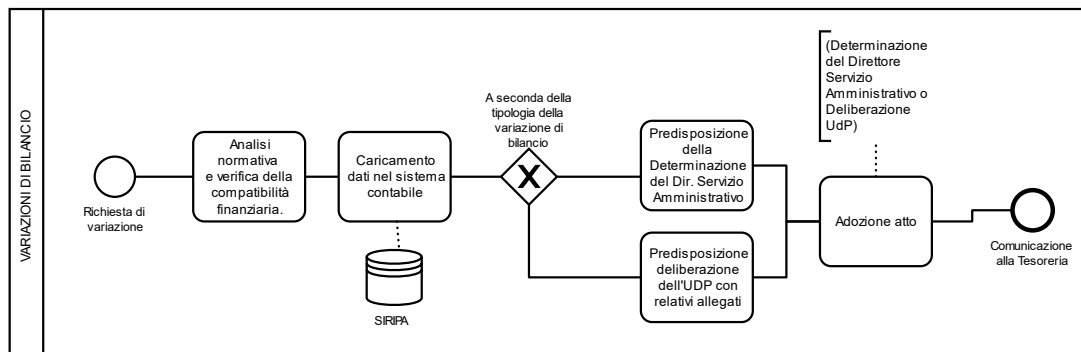 VARIAZIONI DI BILANCIO
Richiesta di
variazione
Analisi
normativa
e verifica della
compatibilità
finanziaria.
Caricamento
dati nel sistema
contabile
SIRIPA
A seconda della
tipologia della
variazione di
bilancio
X
Predisposizione
della
Determinazione
del Dir. Servizio
Amministrativo
Predisposizione
deliberazione
dell'UDP con
relativi allegati
(Determinazione
del Direttore
Servizio
Amministrativo o
Deliberazione
UdP)
Adozione atto
Comunicazione
alla Tesoreria